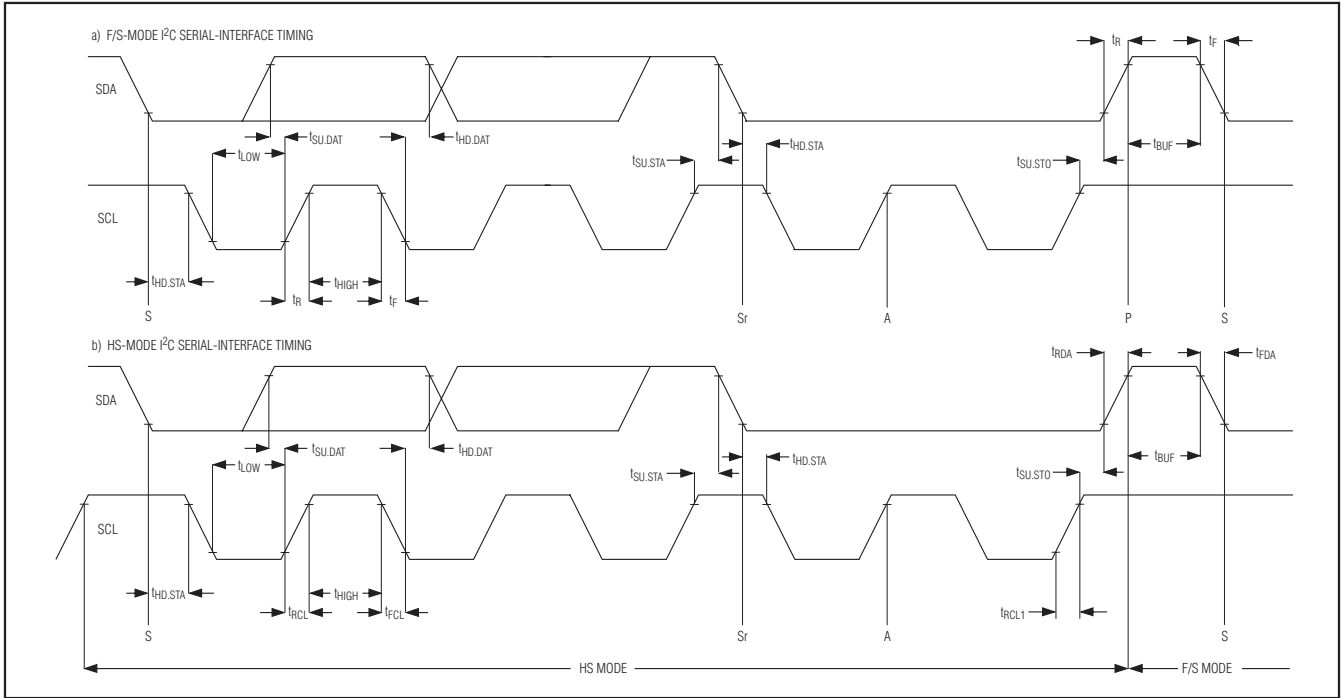 a) F/S-MODE I²C SERIAL-INTERFACE TIMING
tR
tF
SDA
tSU.DAT
tHD.DAT
tLOW
tSU.STA
tHD.STA
tSU.STO
tBUF
SCL
tHD.STA
tR
tHIGH
tF
S
Sr
A
P
S
b) HS-MODE I²C SERIAL-INTERFACE TIMING
tRDA
tFDA
SDA
tSU.DAT
tHD.DAT
tLOW
tSU.STA
tHD.STA
tSU.STO
tBUF
SCL
tHD.STA
tRCL
tHIGH
tFCL
tRCL1
S
Sr
A
S
HS MODE
F/S MODE